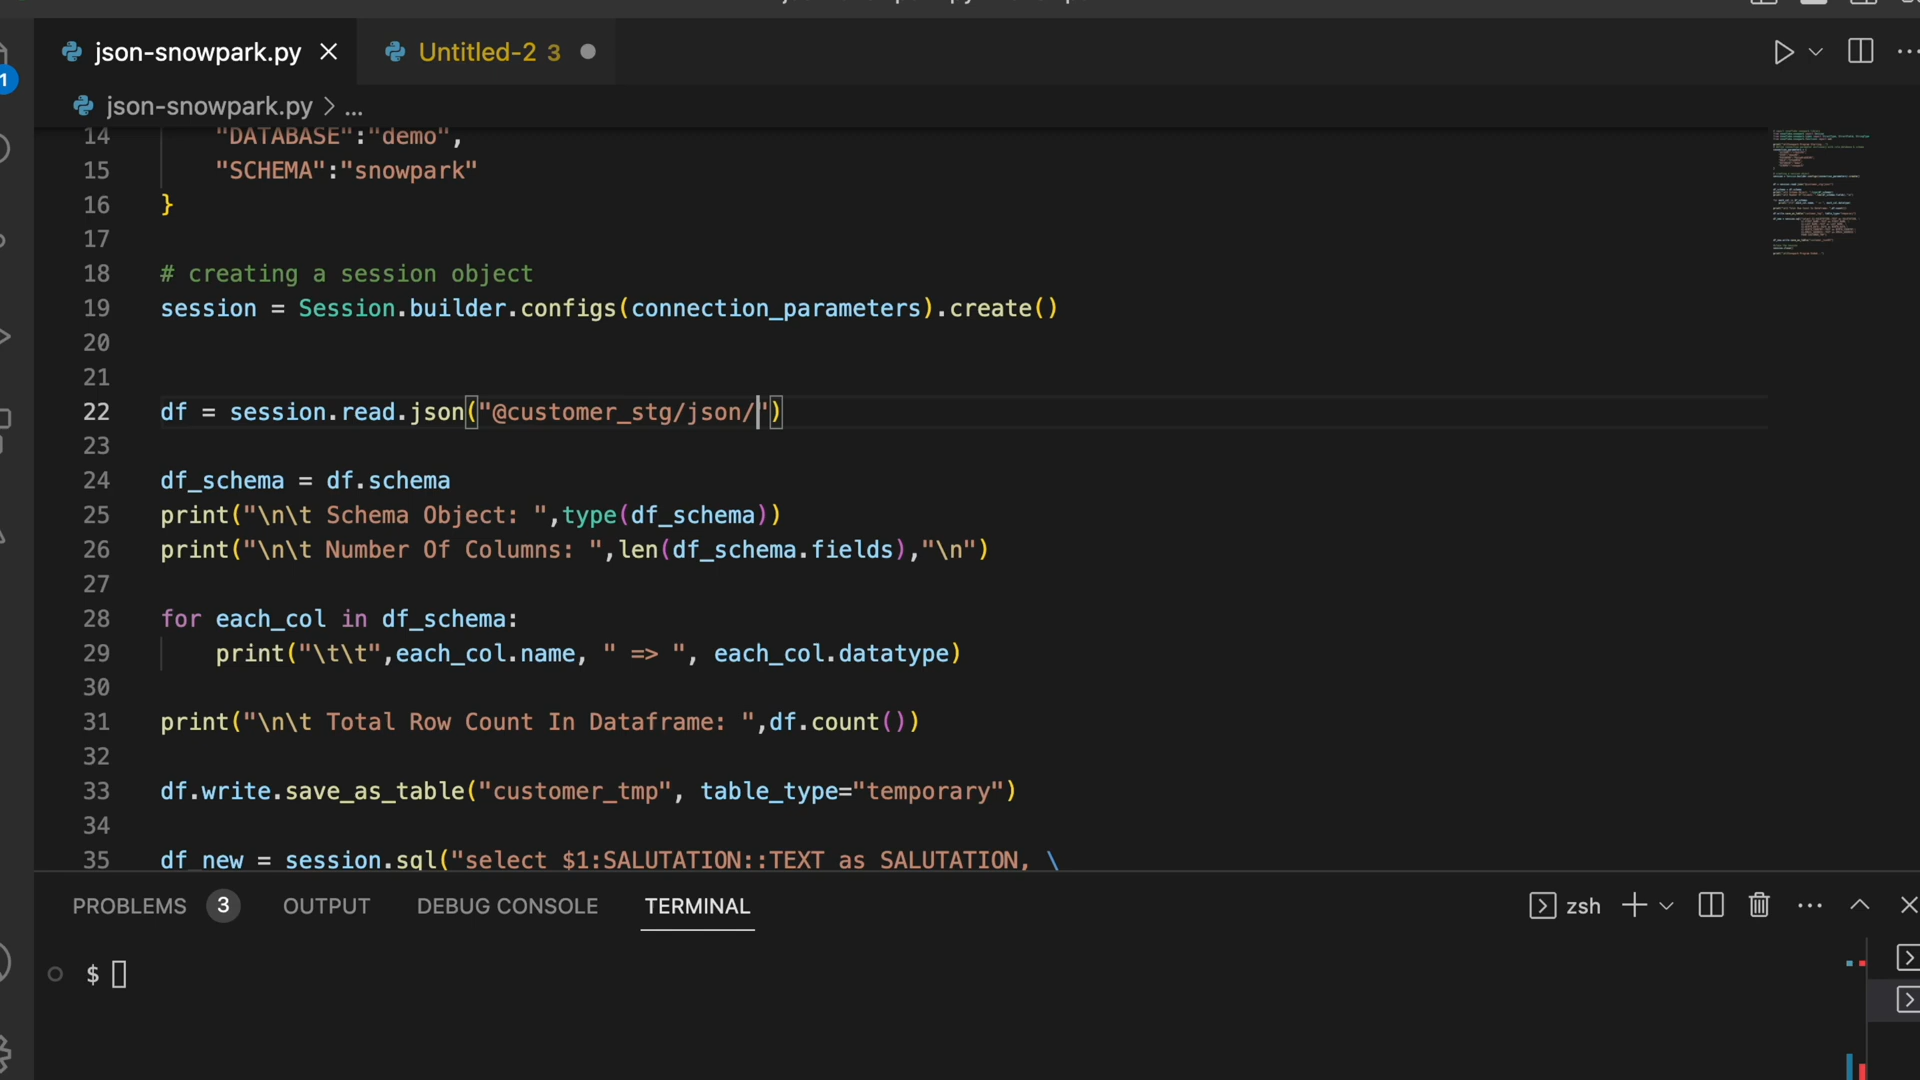 json-snowpark.py
Untitled-2 3
1
json-snowpark.py > ...
14 "DATABASE":"demo",
15 "SCHEMA":"snowpark"
16 }
17
18 # creating a session object
19 session = Session.builder.configs(connection_parameters).create()
20
21
22 df = session.read.json("@customer_stg/json/")
23
24 df_schema = df.schema
25 print("\n\t Schema Object: ",type(df_schema))
26 print("\n\t Number Of Columns: ",len(df_schema.fields),"\n")
27
28 for each_col in df_schema:
29 print("\t\t",each_col.name, " => ", each_col.datatype)
30
31 print("\n\t Total Row Count In Dataframe: ",df.count())
32
33 df.write.save_as_table("customer_tmp", table_type="temporary")
34
35 df_new = session.sql("select $1:SALUTATION::TEXT as SALUTATION, \
PROBLEMS 3 OUTPUT DEBUG CONSOLE TERMINAL
zsh
$